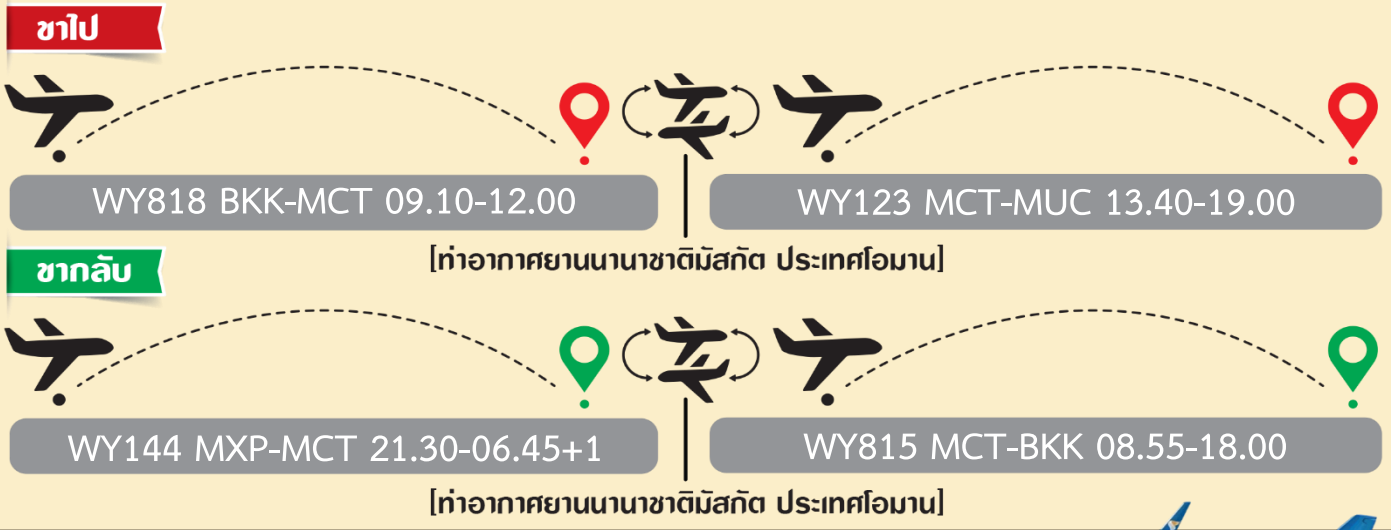 ขาไป
WY818 BKK-MCT 09.10-12.00
WY123 MCT-MUC 13.40-19.00
[ท่าอากาศยานนานาชาติมัสกัต ประเทศโอมาน]
ขากลับ
WY144 MXP-MCT 21.30-06.45+1
WY815 MCT-BKK 08.55-18.00
[ท่าอากาศยานนานาชาติมัสกัต ประเทศโอมาน]